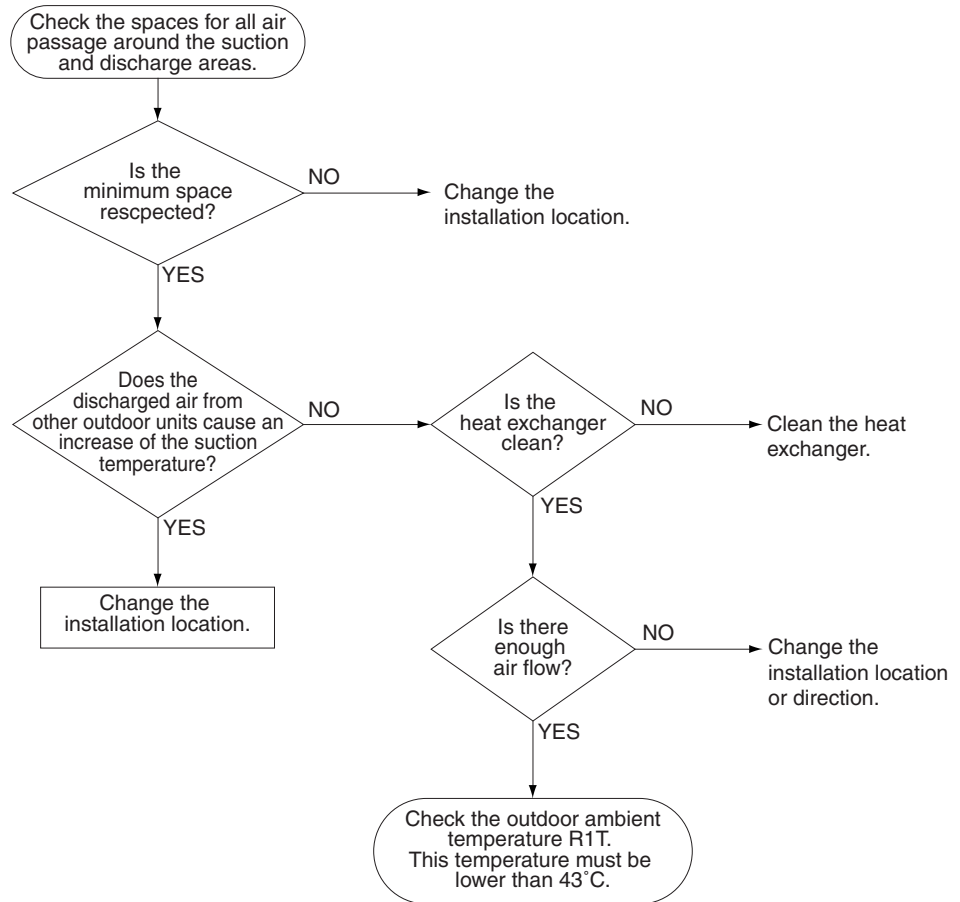 Check the spaces for all air
passage around the suction
and discharge areas.
Is the
minimum space
rescpected?
NO
Change the
installation location.
YES
Does the
discharged air from
other outdoor units cause an
increase of the suction
temperature?
NO
Is the
heat exchanger
clean?
NO
Clean the heat
exchanger.
YES
YES
Change the
installation location.
Is there
enough
air flow?
NO
Change the
installation location
or direction.
YES
Check the outdoor ambient
temperature R1T.
This temperature must be
lower than 43˚C.